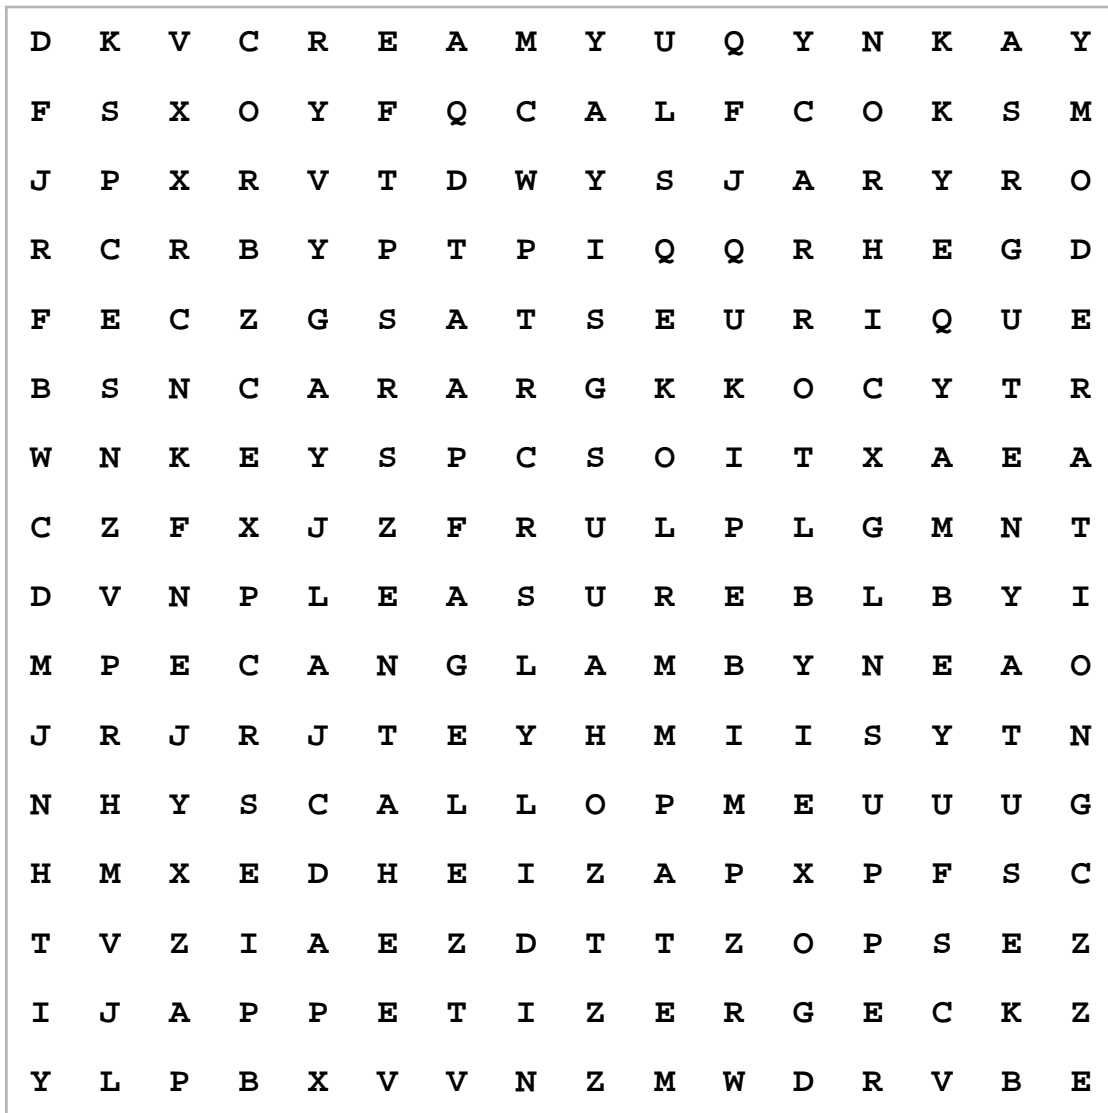 D K V C R E A M Y U Q Y N K A Y
F S X O Y F Q C A L F C O K S M
J P X R V T D W Y S J A R Y R O
R C R B Y P T P I Q Q R H E G D
F E C Z G S A T S E U R I Q U E
B S N C A R A R G K K O C Y T R
W N K E Y S P C S O I T X A E A
C Z F X J Z F R U L P L G M N T
D V N P L E A S U R E B L B Y I
M P E C A N G L A M B Y N E A O
J R J R J T E Y H M I I S Y T N
N H Y S C A L L O P M E U U U G
H M X E D H E I Z A P X P F S C
T V Z I A E Z D T T Z O P S E Z
I J A P P E T I Z E R G E C K Z
Y L P B X V V N Z M W D R V B E